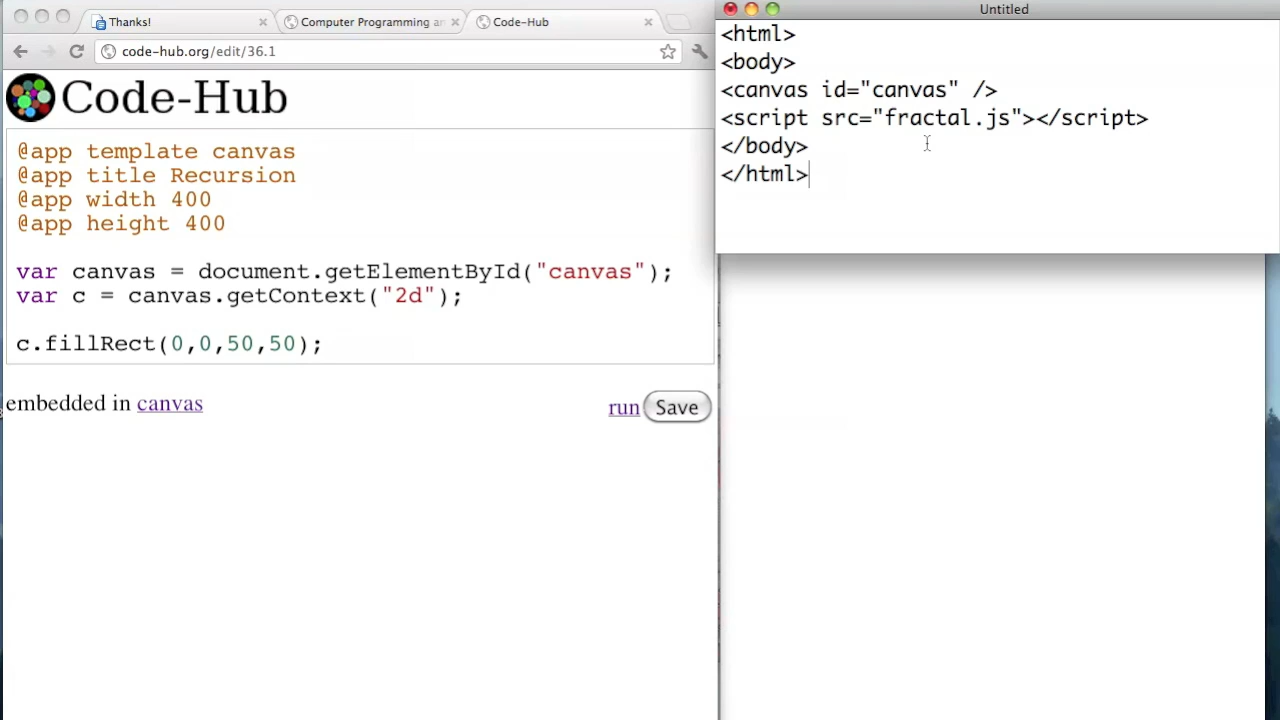 Thanks!
Computer Programming an
Code-Hub
code-hub.org/edit/36.1
Code-Hub
@app template canvas
@app title Recursion
@app width 400
@app height 400
var canvas = document.getElementById("canvas");
var c = canvas.getContext("2d");
c.fillRect(0,0,50,50);
embedded in canvas
run Save
Untitled
<html>
<body>
<canvas id="canvas" />
<script src="fractal.js"></script>
</body>
</html>